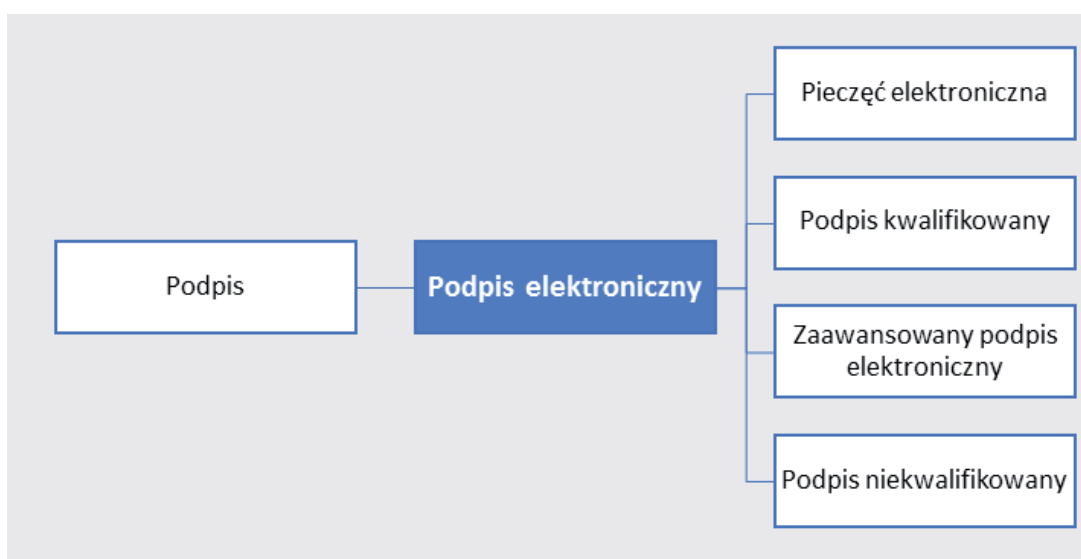 Podpis
Podpis elektroniczny
Pieczęć elektroniczna
Podpis kwalifikowany
Zaawansowany podpis
elektroniczny
Podpis niekwalifikowany